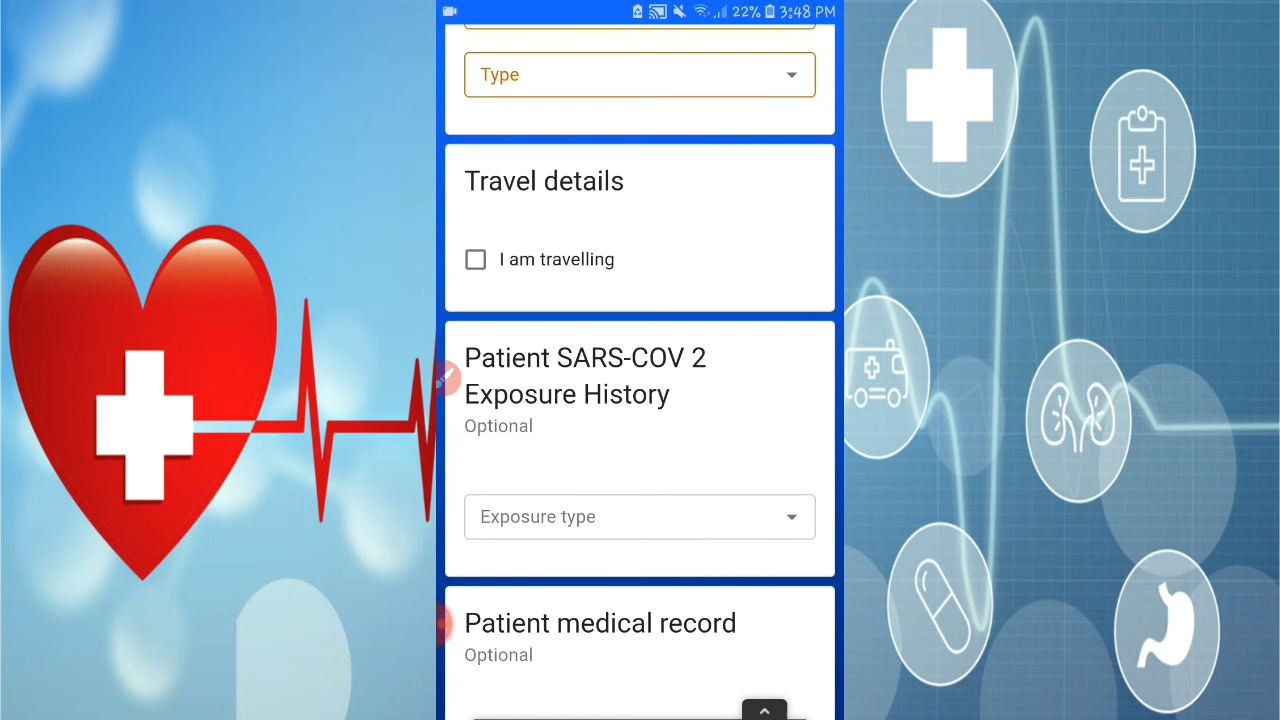 22% 3:48 PM
Type
Travel details
I am travelling
Patient SARS-COV 2
Exposure History
Optional
Exposure type
Patient medical record
Optional